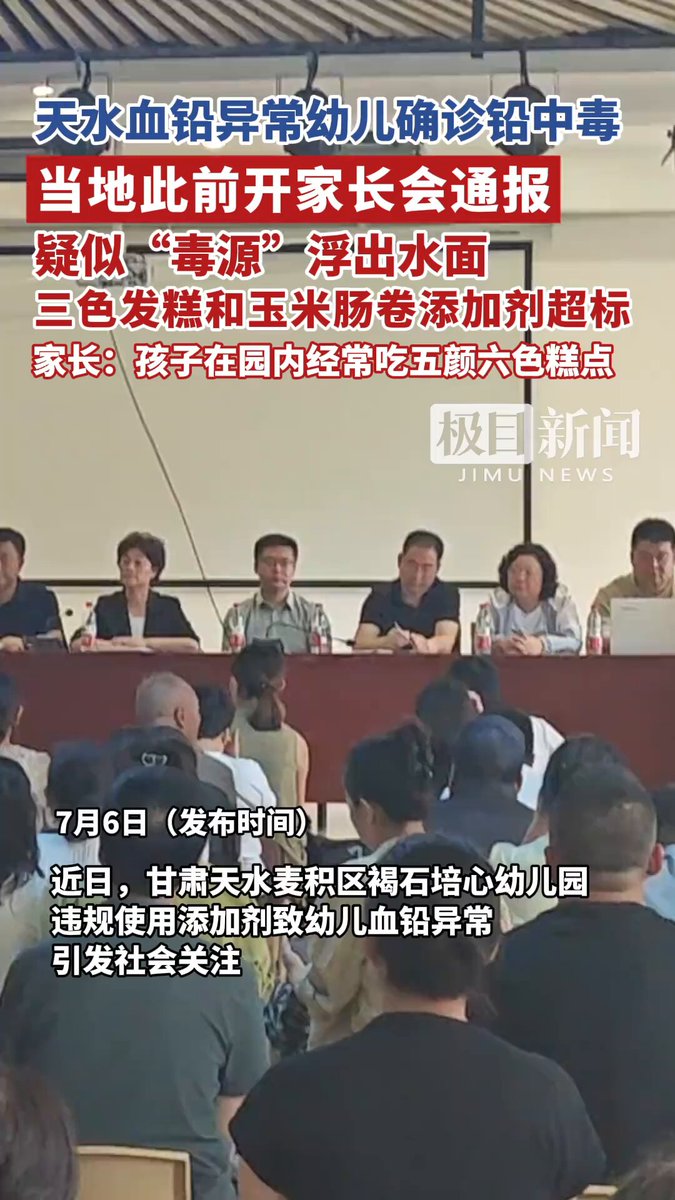 天水血铅异常幼儿确诊铅中毒
当地此前开家长会通报
疑似“毒源”浮出水面
三色发糕和玉米肠卷添加剂超标
家长：孩子在园内经常吃五颜六色糕点
极目新闻
JIMU NEWS
7月6日（发布时间）
近日，甘肃天水麦积区褐石培心幼儿园
违规使用添加剂致幼儿血铅异常
引发社会关注